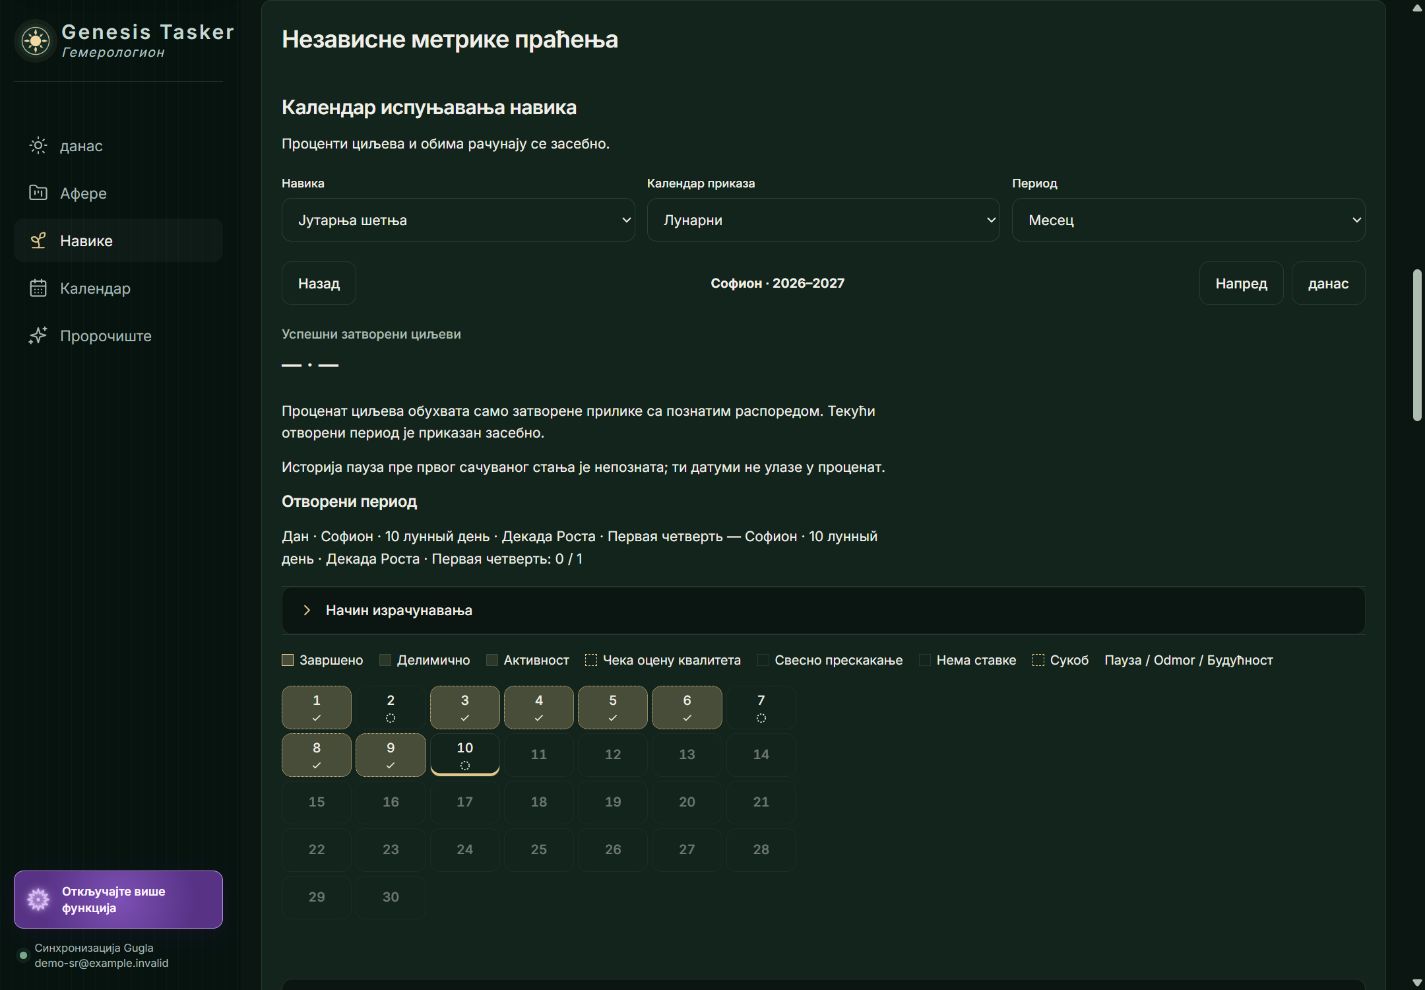 Genesis Tasker
Гемерологион
данас
Афере
Навике
Календар
Пророчиште
Откључајте више
функција
Синхронизација Gugla
demo-sr@example.invalid
Независне метрике праћења
Календар испуњавања навика
Проценти циљева и обима рачунају се засебно.
Навика
Календар приказа
Период
Јутарња шетња
Лунарни
Месец
Назад
Софион · 2026–2027
Напред
данас
Успешни затворени циљеви
— · —
Проценат циљева обухвата само затворене прилике са познатим распоредом. Текући
отворени период је приказан засебно.
Историја пауза пре првог сачуваног стања је непозната; ти датуми не улазе у проценат.
Отворени период
Дан · Софион · 10 лунный день · Декада Роста · Первая четверть — Софион · 10 лунный
день · Декада Роста · Первая четверть: 0 / 1
Начин израчунавања
Завршено Делимично Активност Чека оцену квалитета Свесно прескакање Нема ставке Сукоб Пауза / Odmor / Будућност
1 2 3 4 5 6 7
8 9 10 11 12 13 14
15 16 17 18 19 20 21
22 23 24 25 26 27 28
29 30